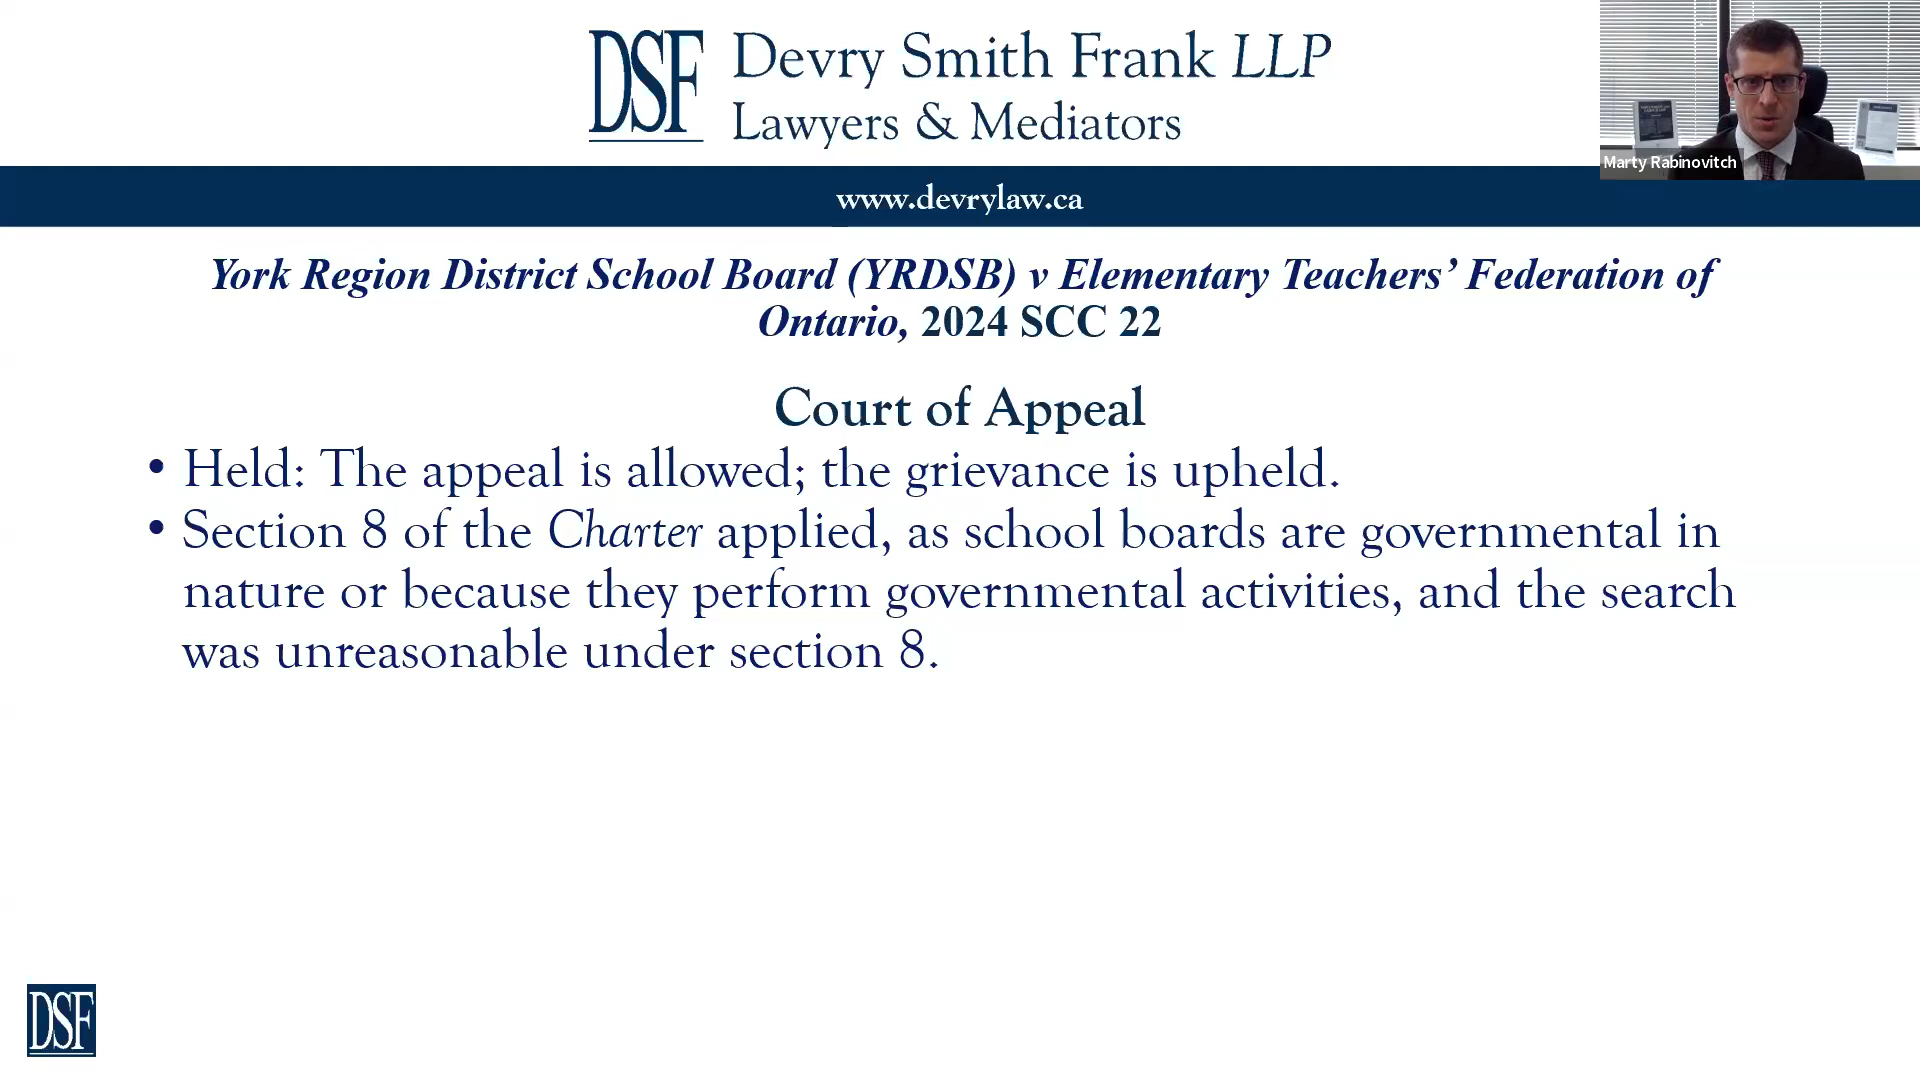 DSF Devry Smith Frank LLP
Lawyers & Mediators
Marty Rabinovitch
www.devrylaw.ca
York Region District School Board (YRDSB) v Elementary Teachers’ Federation of
Ontario, 2024 SCC 22
Court of Appeal
• Held: The appeal is allowed; the grievance is upheld.
• Section 8 of the Charter applied, as school boards are governmental in
nature or because they perform governmental activities, and the search
was unreasonable under section 8.
DSF